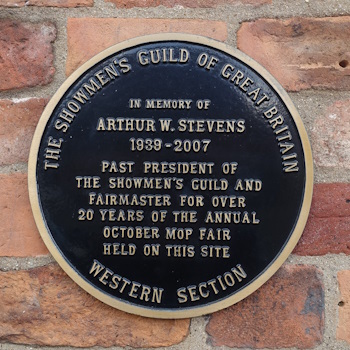 THE SHOWMEN'S GUILD OF GREAT BRITAIN
IN MEMORY OF
ARTHUR W. STEVENS
1939 - 2007
PAST PRESIDENT OF
THE SHOWMEN'S GUILD AND
FAIRMASTER FOR OVER
20 YEARS OF THE ANNUAL
OCTOBER MOP FAIR
HELD ON THIS SITE
WESTERN SECTION